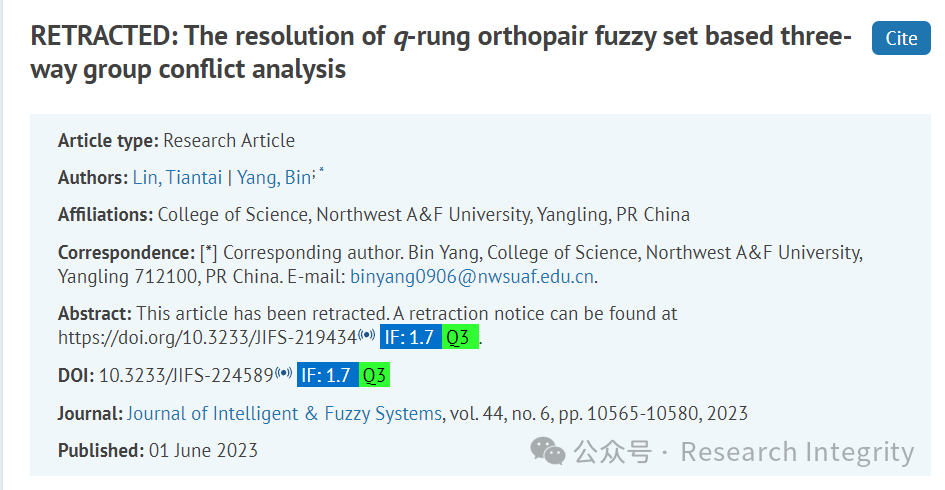 RETRACTED: The resolution of q-rung orthopair fuzzy set based three-
way group conflict analysis
Cite
Article type: Research Article
Authors: Lin, Tiantai | Yang, Bin; *
Affiliations: College of Science, Northwest A&F University, Yangling, PR China
Correspondence: [*] Corresponding author. Bin Yang, College of Science, Northwest A&F University,
Yangling 712100, PR China. E-mail: binyang0906@nwsuaf.edu.cn.
Abstract: This article has been retracted. A retraction notice can be found at
https://doi.org/10.3233/JIFS-219434 IF: 1.7 Q3 .
DOI: 10.3233/JIFS-224589 IF: 1.7 Q3
Journal: Journal of Intelligent & Fuzzy Systems, vol. 44, no. 6, pp. 10565-10580, 2023
Published: 01 June 2023
公众号 · Research Integrity